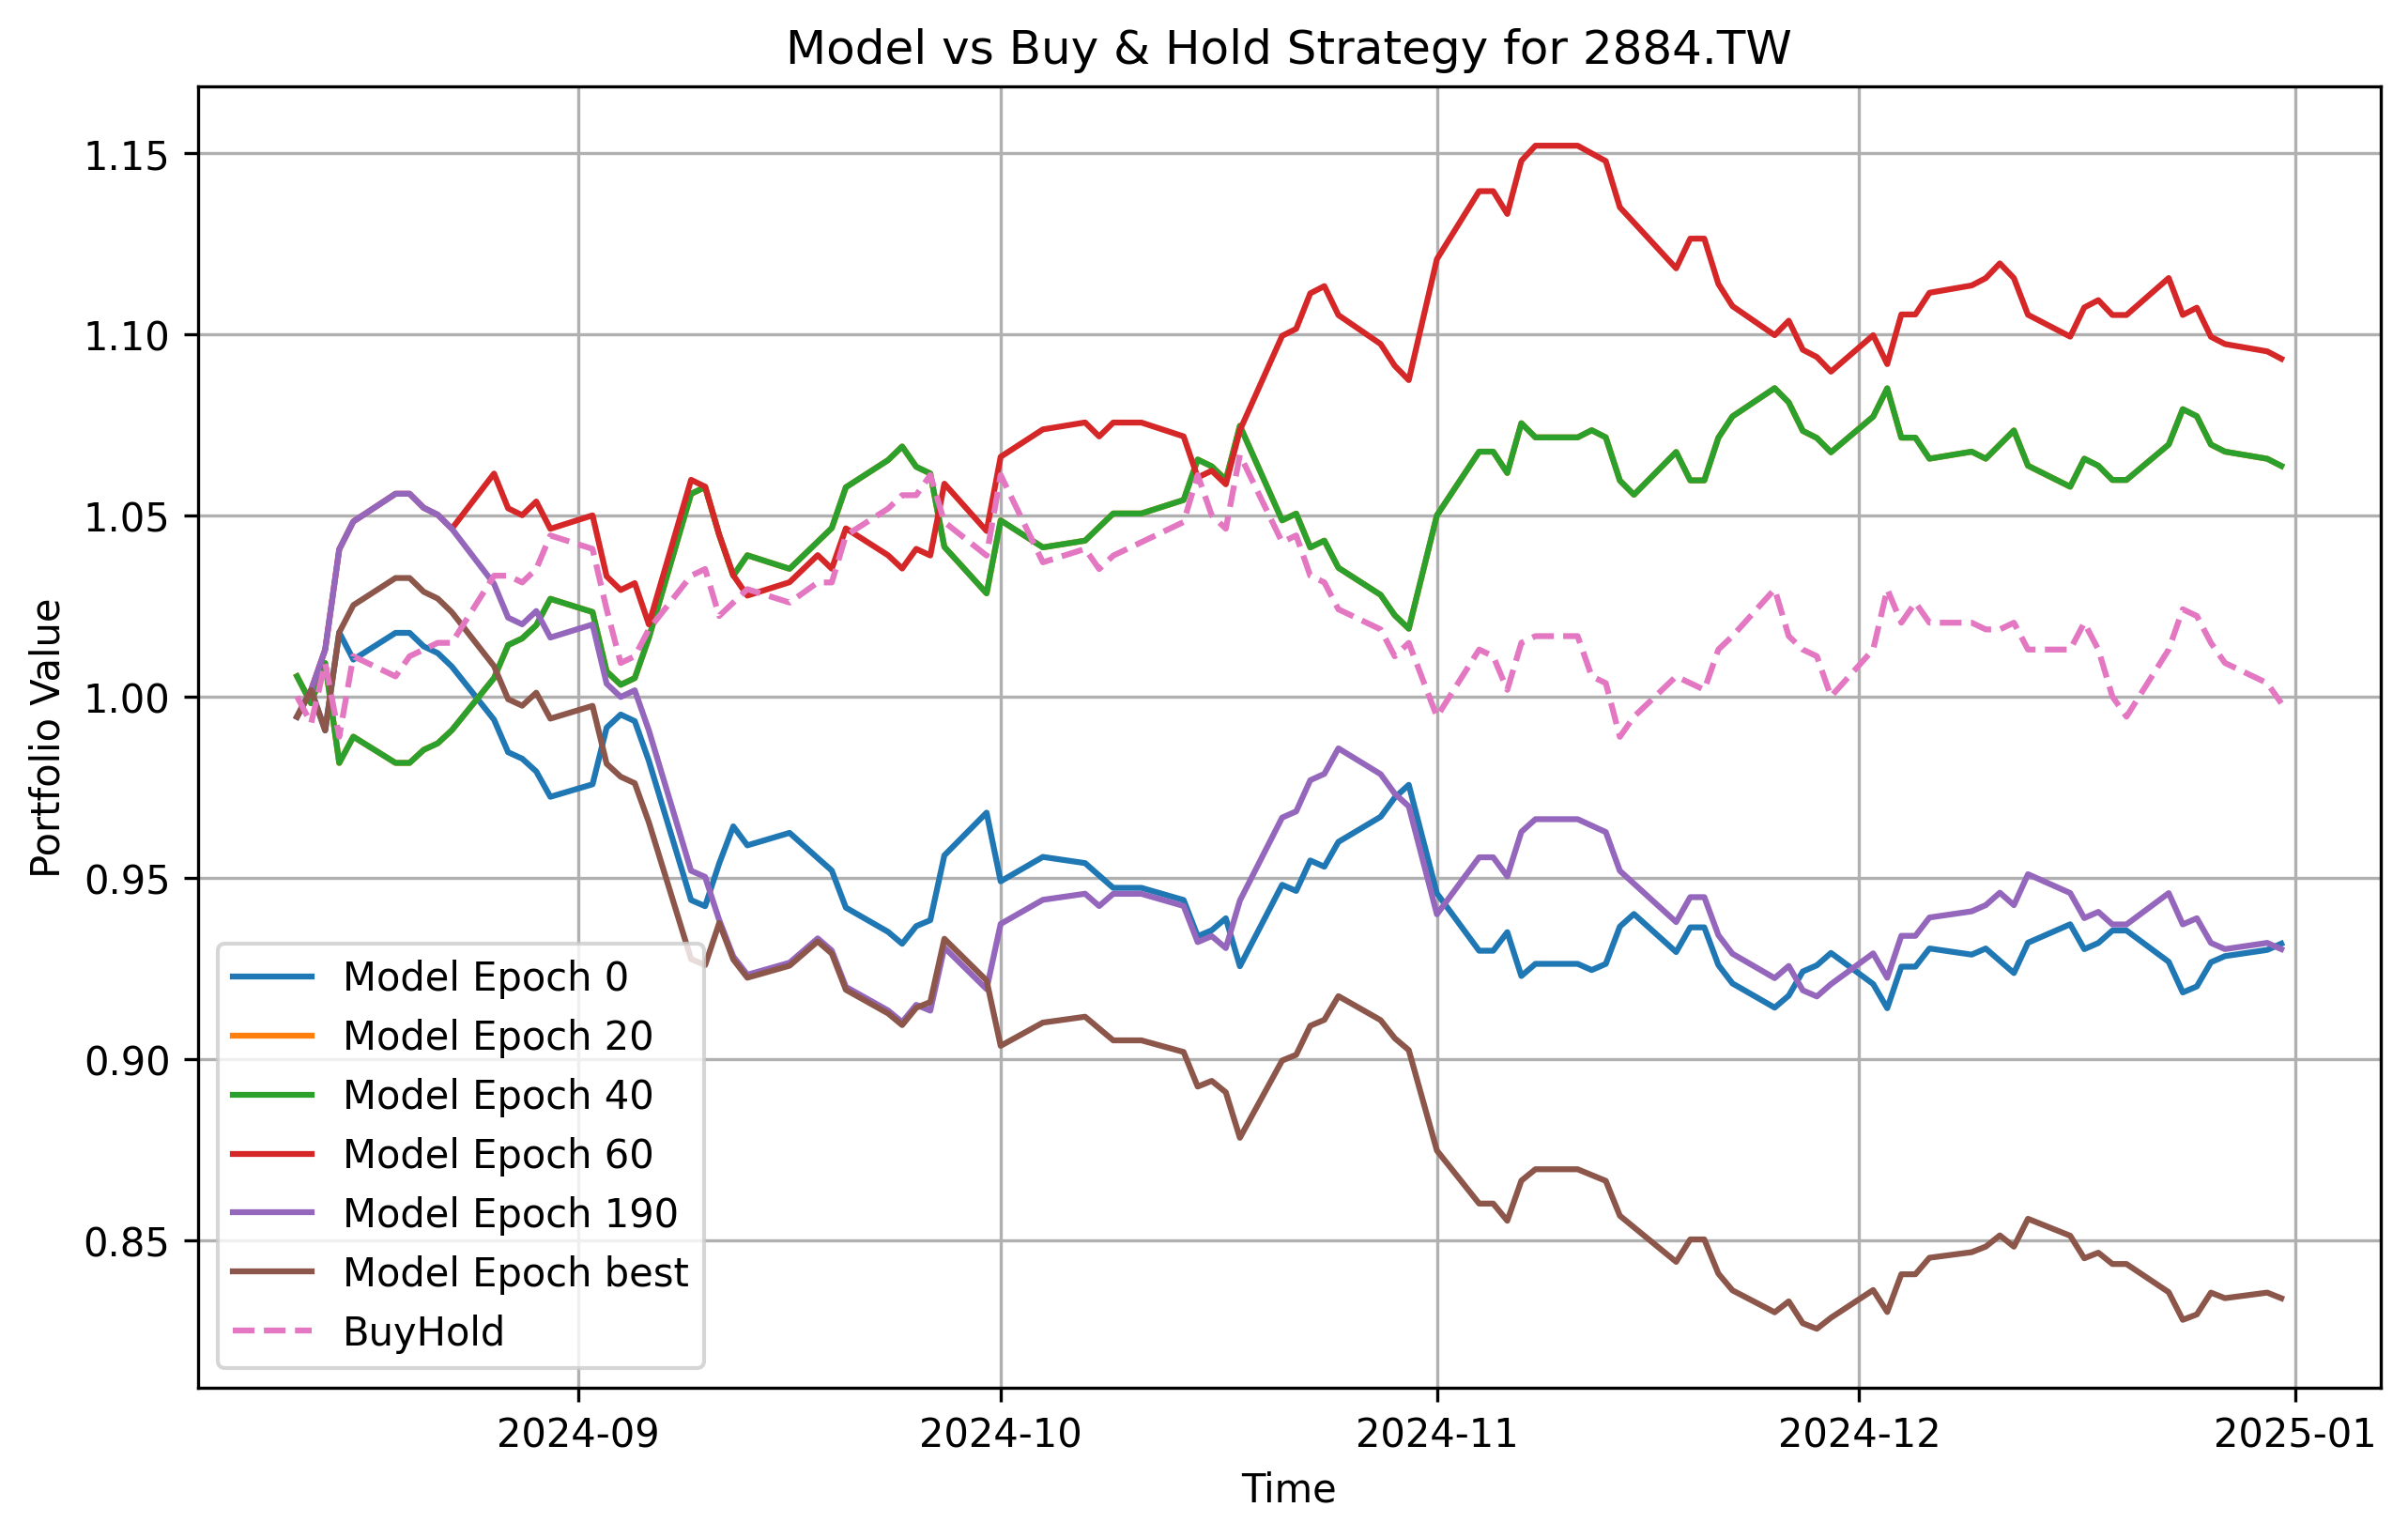 Model vs Buy & Hold Strategy for 2884.TW
Portfolio Value
1.15
1.10
1.05
1.00
0.95
0.90
0.85
Model Epoch 0
Model Epoch 20
Model Epoch 40
Model Epoch 60
Model Epoch 190
Model Epoch best
BuyHold
2024-09
2024-10
2024-11
2024-12
2025-01
Time